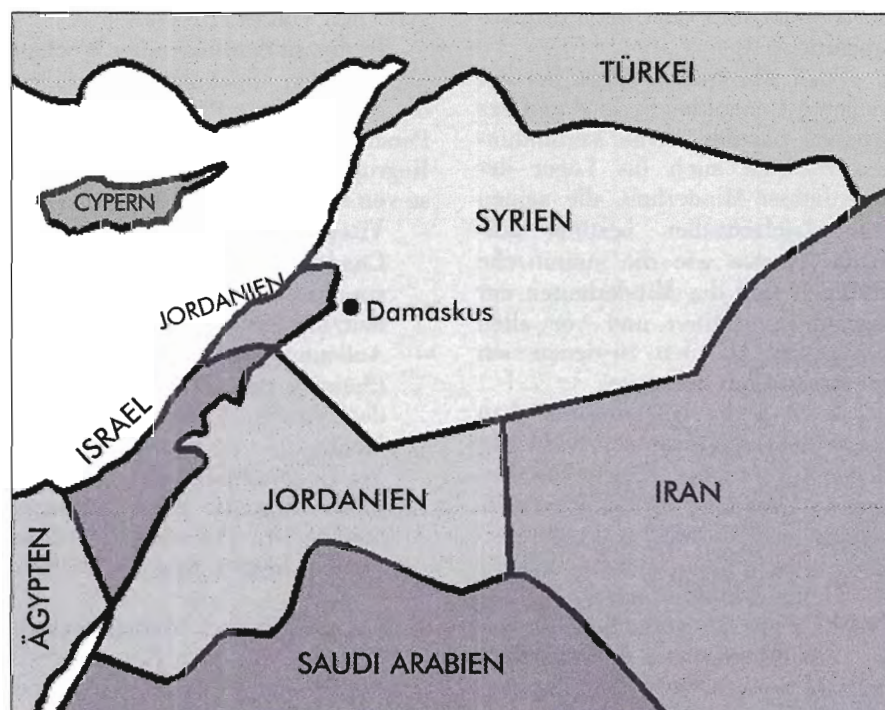 TÜRKEI
CYPERN
SYRIEN
JORDANIEN
Damaskus
ISRAEL
JORDANIEN
IRAN
ÄGYPTEN
SAUDI ARABIEN